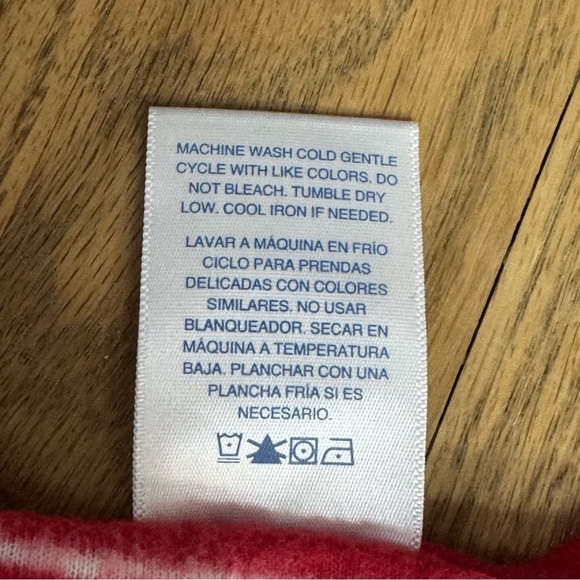 MACHINE WASH COLD GENTLE
CYCLE WITH LIKE COLORS. DO
NOT BLEACH. TUMBLE DRY
LOW. COOL IRON IF NEEDED.
LAVAR A MÁQUINA EN FRÍO
CICLO PARA PRENDAS
DELICADAS CON COLORES
SIMILARES. NO USAR
BLANQUEADOR. SECAR EN
MÁQUINA A TEMPERATURA
BAJA. PLANCHAR CON UNA
PLANCHA FRÍA SI ES
NECESARIO.